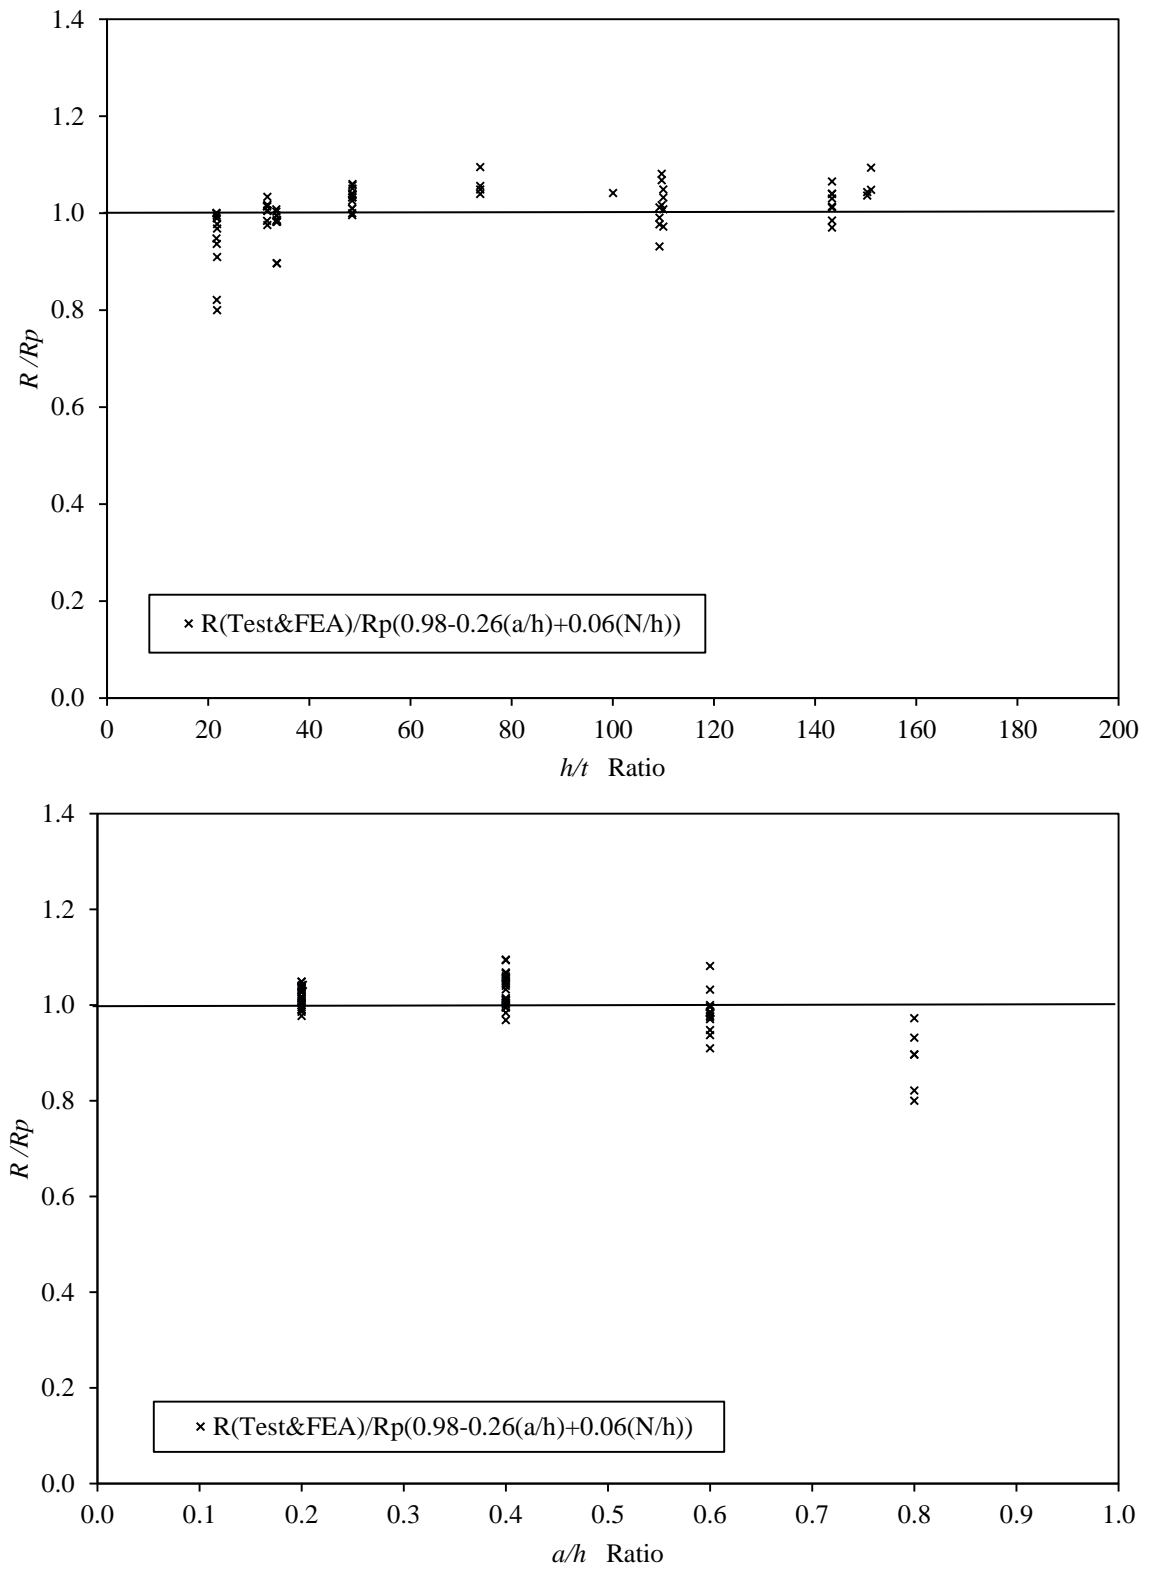 1.4
1.2
1.0
0.8
0.6
0.4
0.2
0.0
R /Rp
× R(Test&FEA)/Rp(0.98-0.26(a/h)+0.06(N/h))
0 20 40 60 80 100 120 140 160 180 200
h/t Ratio
1.4
1.2
1.0
0.8
0.6
0.4
0.2
0.0
R /Rp
× R(Test&FEA)/Rp(0.98-0.26(a/h)+0.06(N/h))
0.0 0.1 0.2 0.3 0.4 0.5 0.6 0.7 0.8 0.9 1.0
a/h Ratio